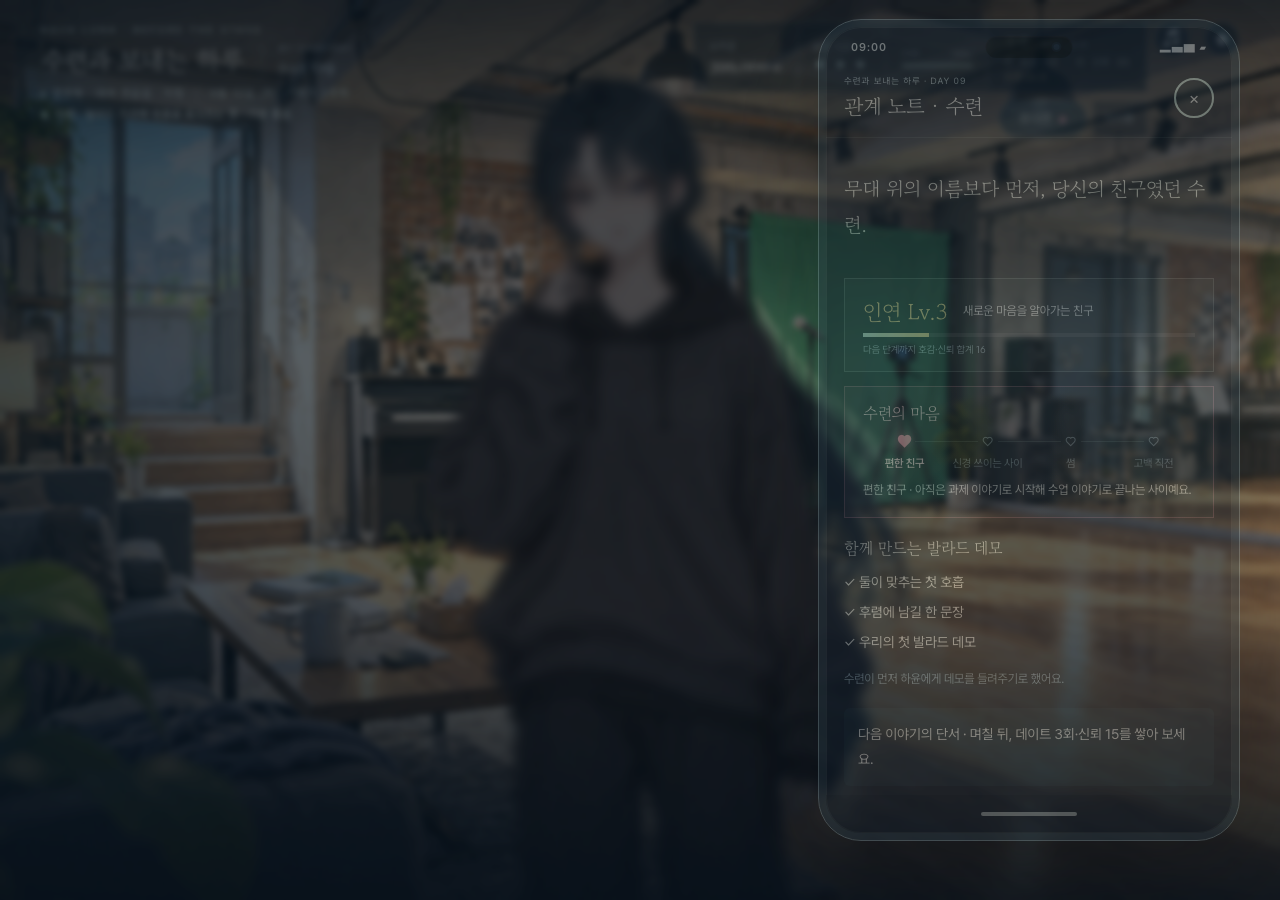 수련과 보내는 하루
09:00
수련과 보내는 하루 · DAY 09
관계 노트 · 수련
×
무대 위의 이름보다 먼저, 당신의 친구였던 수
련.
인연 Lv.3 새로운 마음을 알아가는 친구
다음 단계까지 호감·신뢰 합계 16
수련의 마음
편한 친구 신경 쓰이는 사이 썸 고백 직전
편한 친구 · 아직은 과제 이야기로 시작해 수업 이야기로 끝나는 사이예요.
함께 만드는 발라드 데모
✓ 둘이 맞추는 첫 호흡
✓ 후렴에 남길 한 문장
✓ 우리의 첫 발라드 데모
수련이 먼저 하윤에게 데모를 들려주기로 했어요.
다음 이야기의 단서 · 며칠 뒤, 데이트 3회·신뢰 15를 쌓아 보세
요.